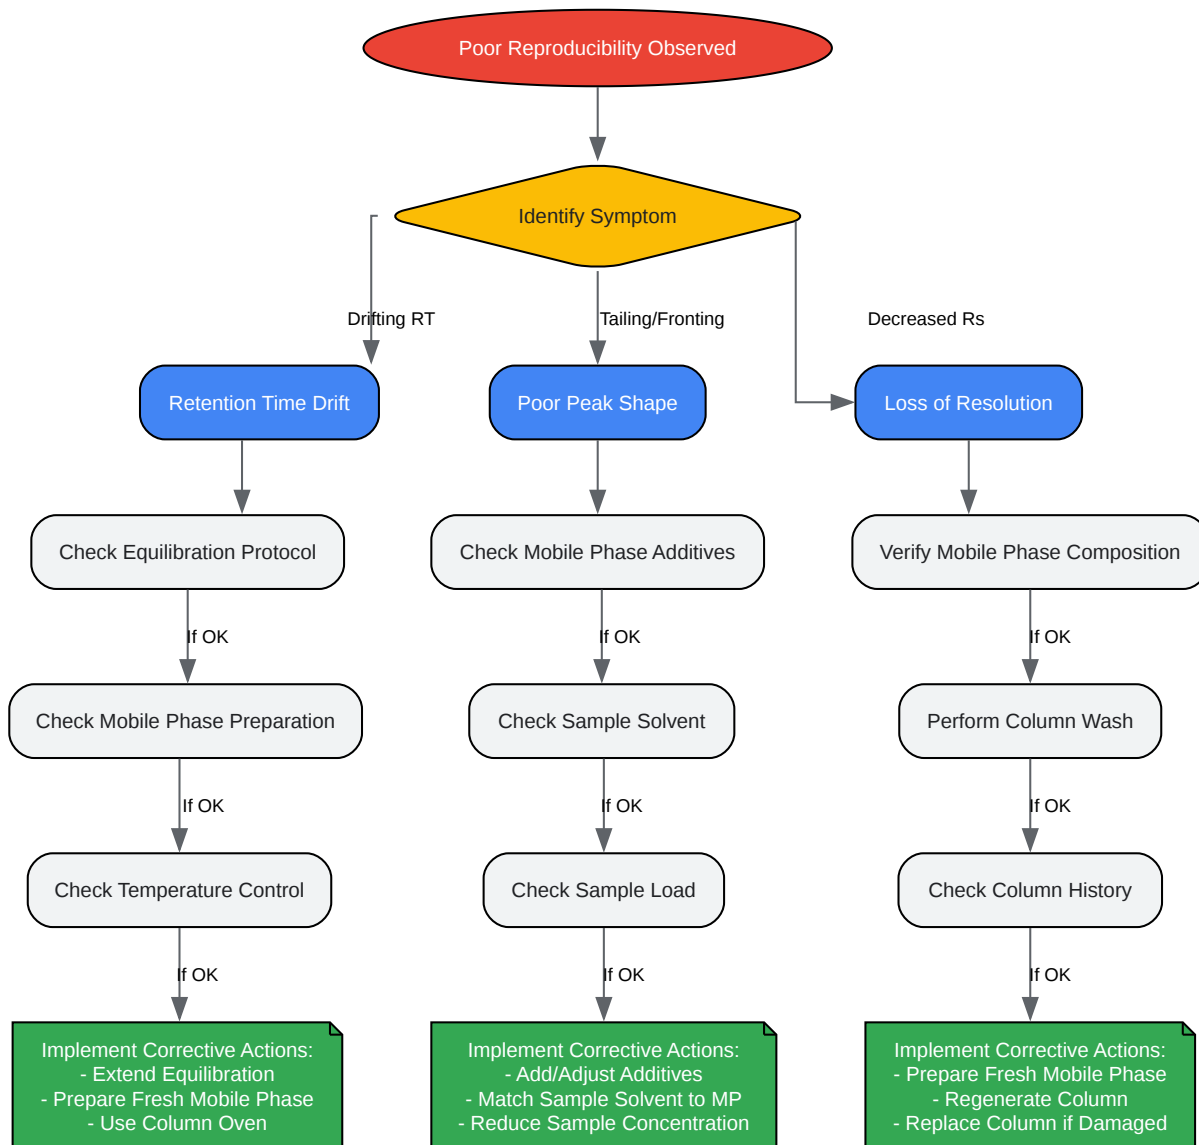 Poor Reproducibility Observed
Identify Symptom
Drifting RT
Tailing/Fronting
Decreased Rs
Retention Time Drift
Poor Peak Shape
Loss of Resolution
Check Equilibration Protocol
Check Mobile Phase Additives
Verify Mobile Phase Composition
If OK
If OK
If OK
Check Mobile Phase Preparation
Check Sample Solvent
Perform Column Wash
If OK
If OK
If OK
Check Temperature Control
Check Sample Load
Check Column History
If OK
If OK
If OK
Implement Corrective Actions:
- Extend Equilibration
- Prepare Fresh Mobile Phase
- Use Column Oven
Implement Corrective Actions:
- Add/Adjust Additives
- Match Sample Solvent to MP
- Reduce Sample Concentration
Implement Corrective Actions:
- Prepare Fresh Mobile Phase
- Regenerate Column
- Replace Column if Damaged